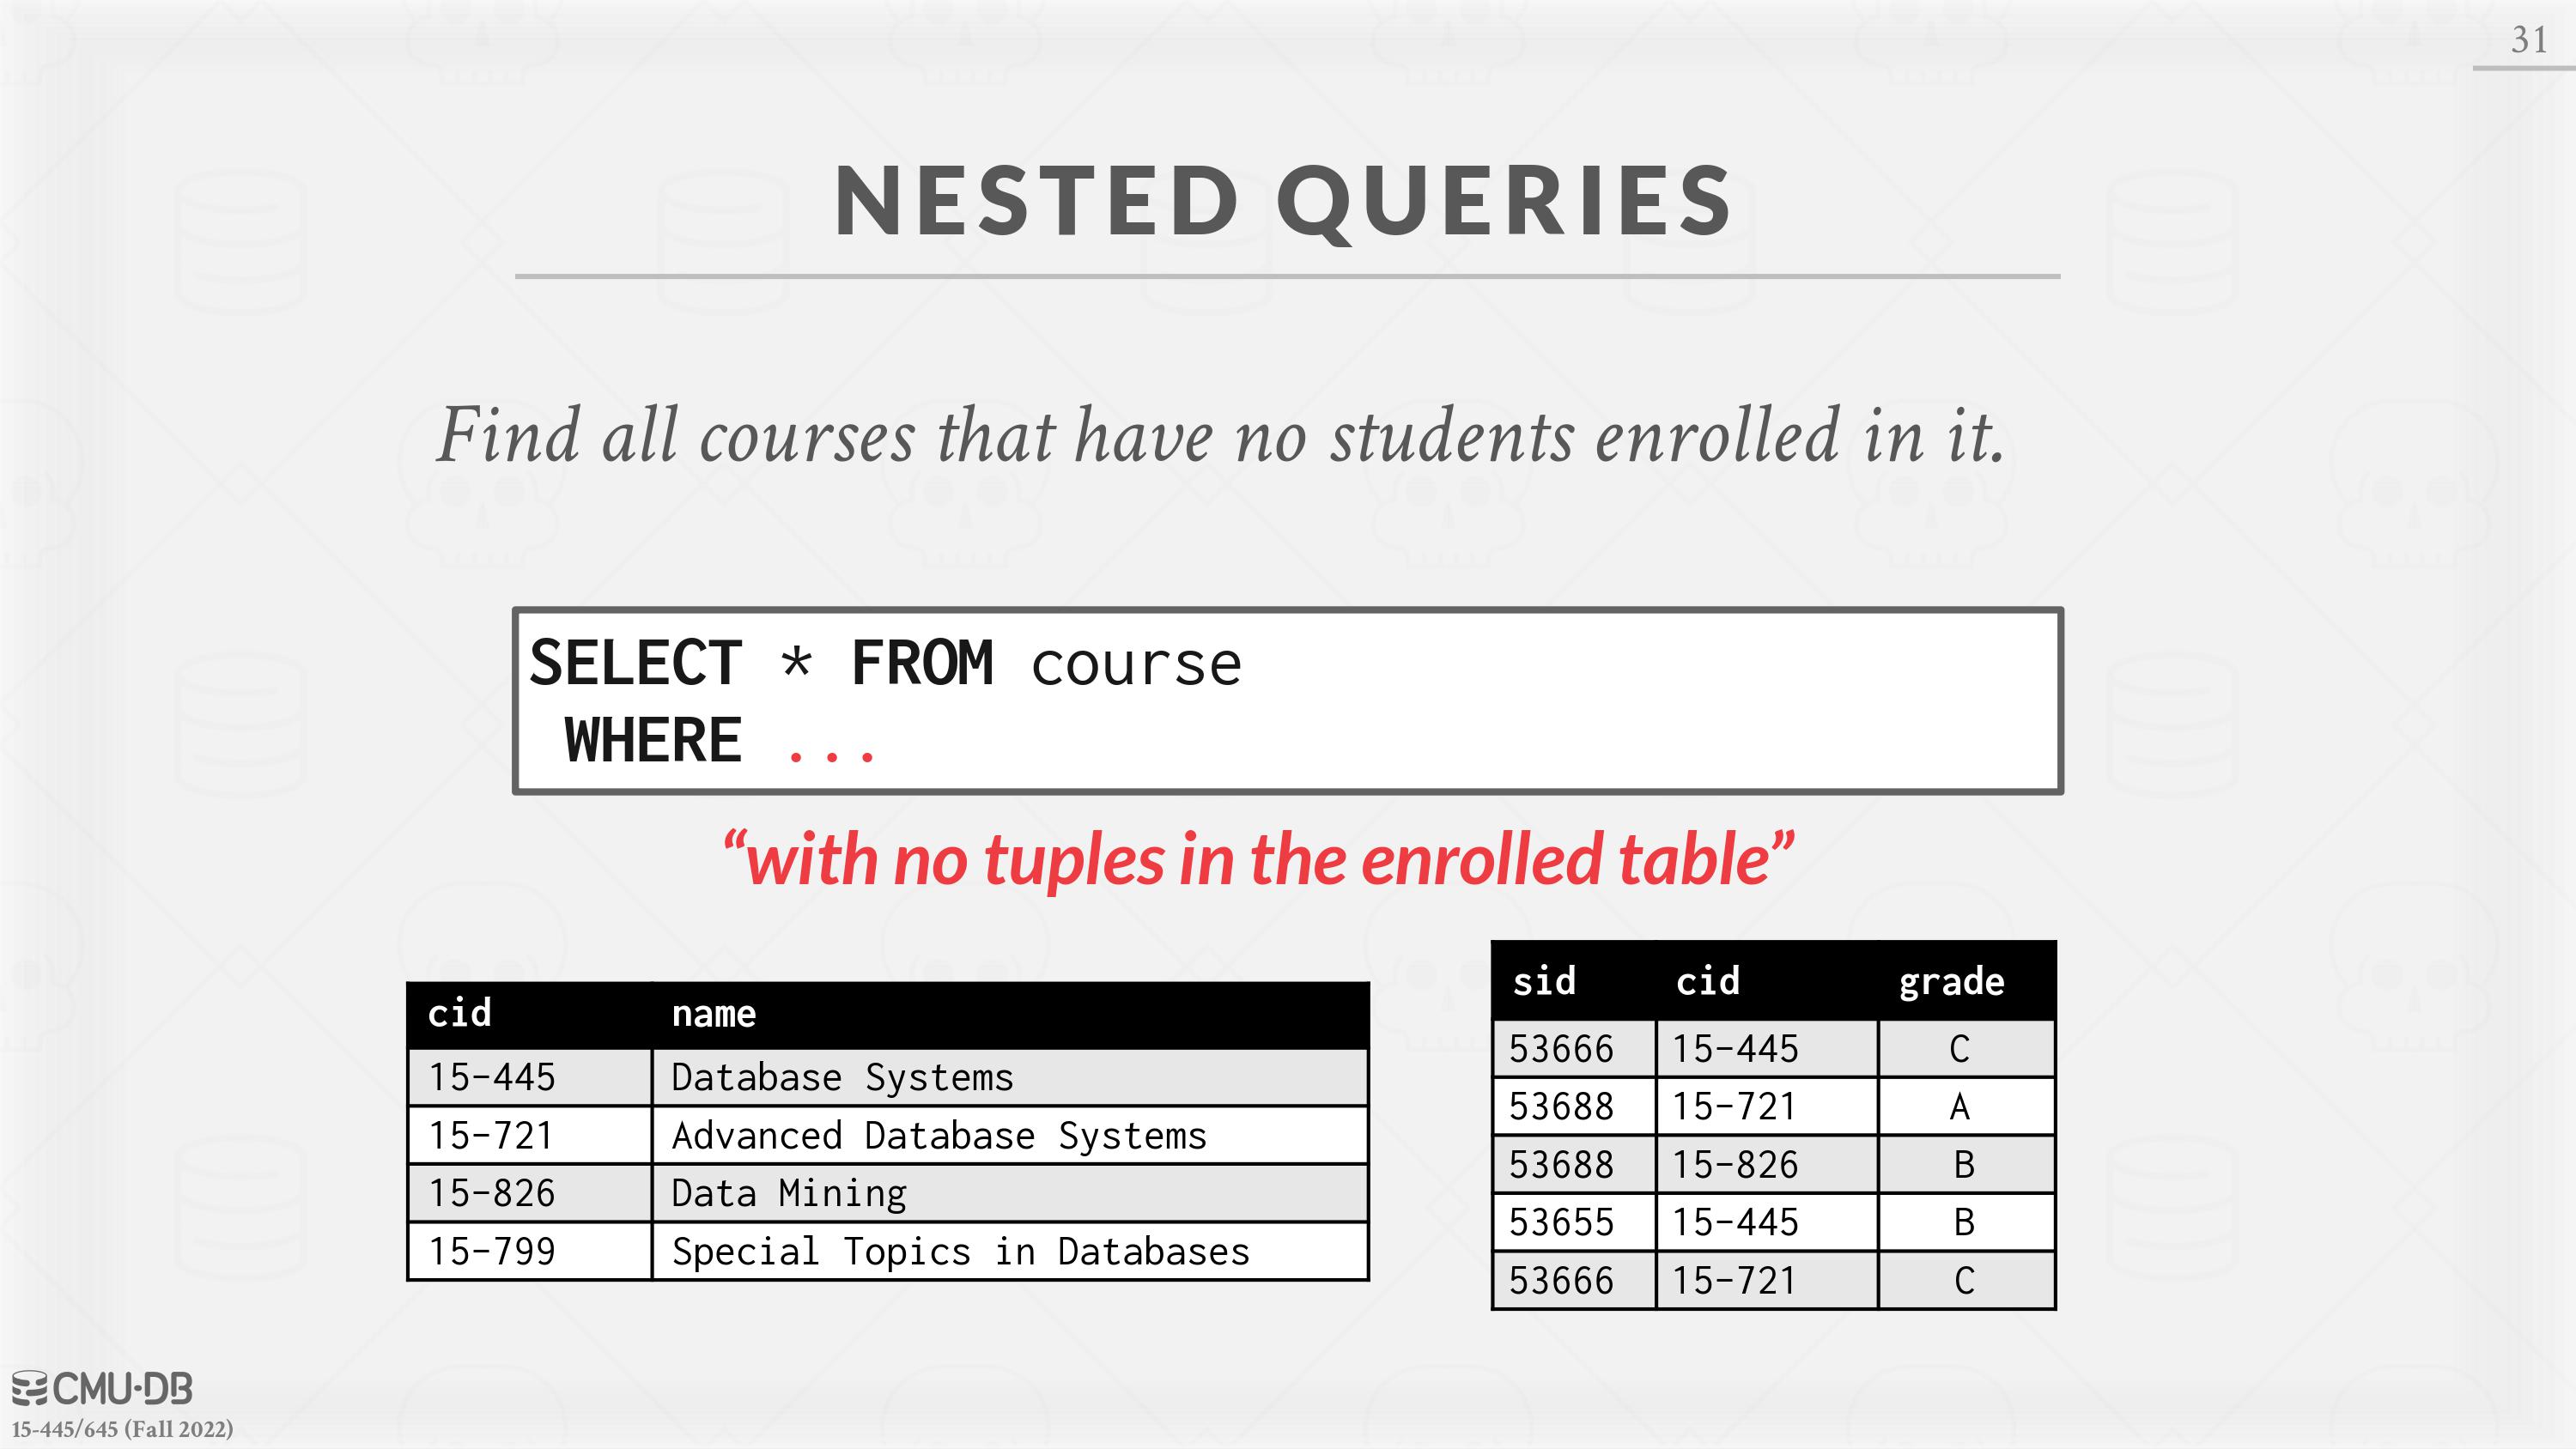 31
NESTED QUERIES
Find all courses that have no students enrolled in it.
SELECT * FROM course
WHERE ...
“with no tuples in the enrolled table”
cid name
15-445 Database Systems
15-721 Advanced Database Systems
15-826 Data Mining
15-799 Special Topics in Databases
sid cid grade
53666 15-445 C
53688 15-721 A
53688 15-826 B
53655 15-445 B
53666 15-721 C
CMU·DB
15-445/645 (Fall 2022)